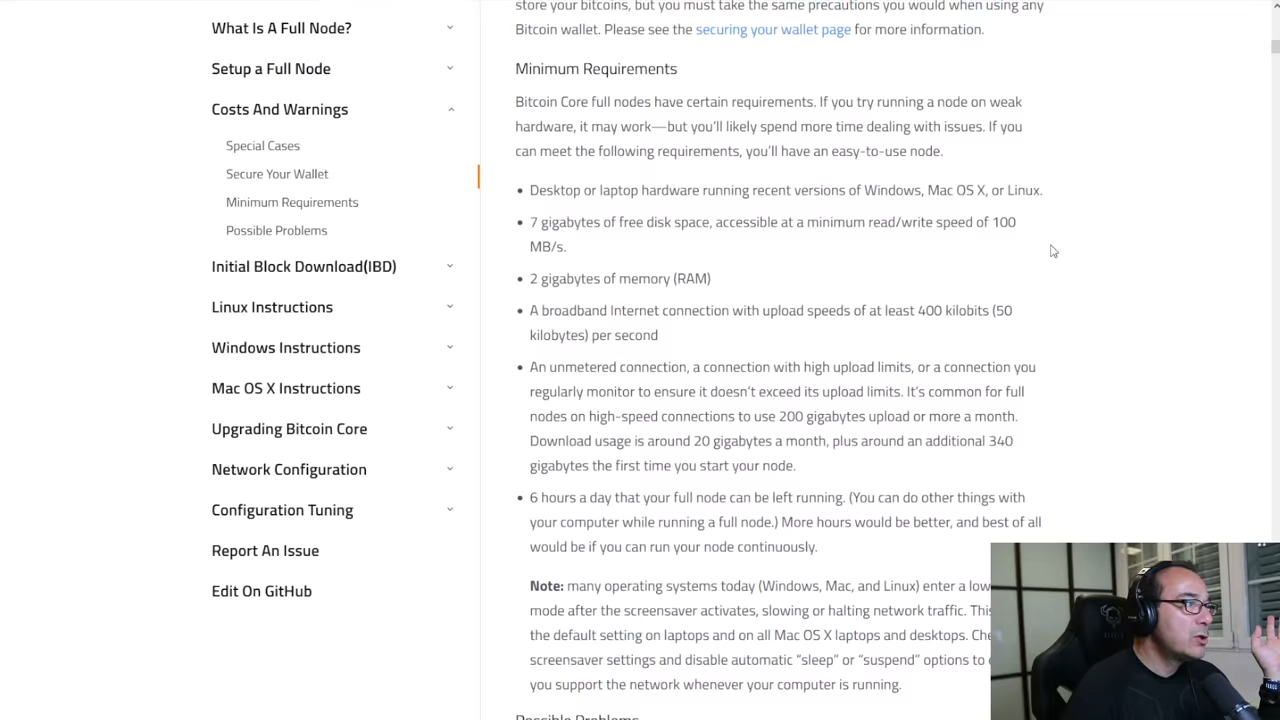 What Is A Full Node?
Setup a Full Node
Costs And Warnings
Special Cases
Secure Your Wallet
Minimum Requirements
Possible Problems
Initial Block Download(IBD)
Linux Instructions
Windows Instructions
Mac OS X Instructions
Upgrading Bitcoin Core
Network Configuration
Configuration Tuning
Report An Issue
Edit On GitHub
store your bitcoins, but you must take the same precautions you would when using any
Bitcoin wallet. Please see the securing your wallet page for more information.
Minimum Requirements
Bitcoin Core full nodes have certain requirements. If you try running a node on weak
hardware, it may work—but you’ll likely spend more time dealing with issues. If you
can meet the following requirements, you’ll have an easy-to-use node.
• Desktop or laptop hardware running recent versions of Windows, Mac OS X, or Linux.
• 7 gigabytes of free disk space, accessible at a minimum read/write speed of 100
MB/s.
• 2 gigabytes of memory (RAM)
• A broadband Internet connection with upload speeds of at least 400 kilobits (50
kilobytes) per second
• An unmetered connection, a connection with high upload limits, or a connection you
regularly monitor to ensure it doesn’t exceed its upload limits. It’s common for full
nodes on high-speed connections to use 200 gigabytes upload or more a month.
Download usage is around 20 gigabytes a month, plus around an additional 340
gigabytes the first time you start your node.
• 6 hours a day that your full node can be left running. (You can do other things with
your computer while running a full node.) More hours would be better, and best of all
would be if you can run your node continuously.
Note: many operating systems today (Windows, Mac, and Linux) enter a low
mode after the screensaver activates, slowing or halting network traffic. This
the default setting on laptops and on all Mac OS X laptops and desktops. Che
screensaver settings and disable automatic “sleep” or “suspend” options to
you support the network whenever your computer is running.
Possible Problems